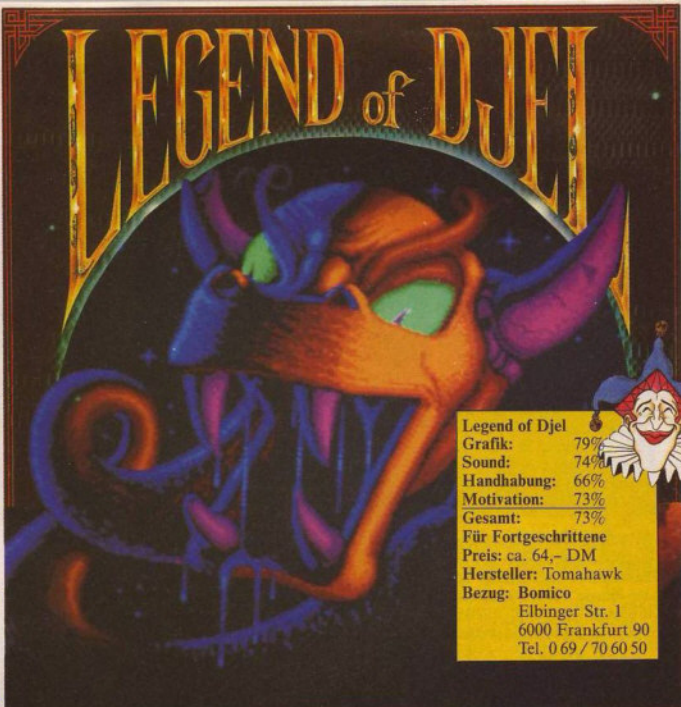 LEGEND of DJEL
Legend of Djel
Grafik: 79%
Sound: 74%
Handhabung: 66%
Motivation: 73%
Gesamt: 73%
Für Fortgeschrittene
Preis: ca. 64,– DM
Hersteller: Tomahawk
Bezug: Bomico
Elbinger Str. 1
6000 Frankfurt 90
Tel. 0 69 / 70 60 50